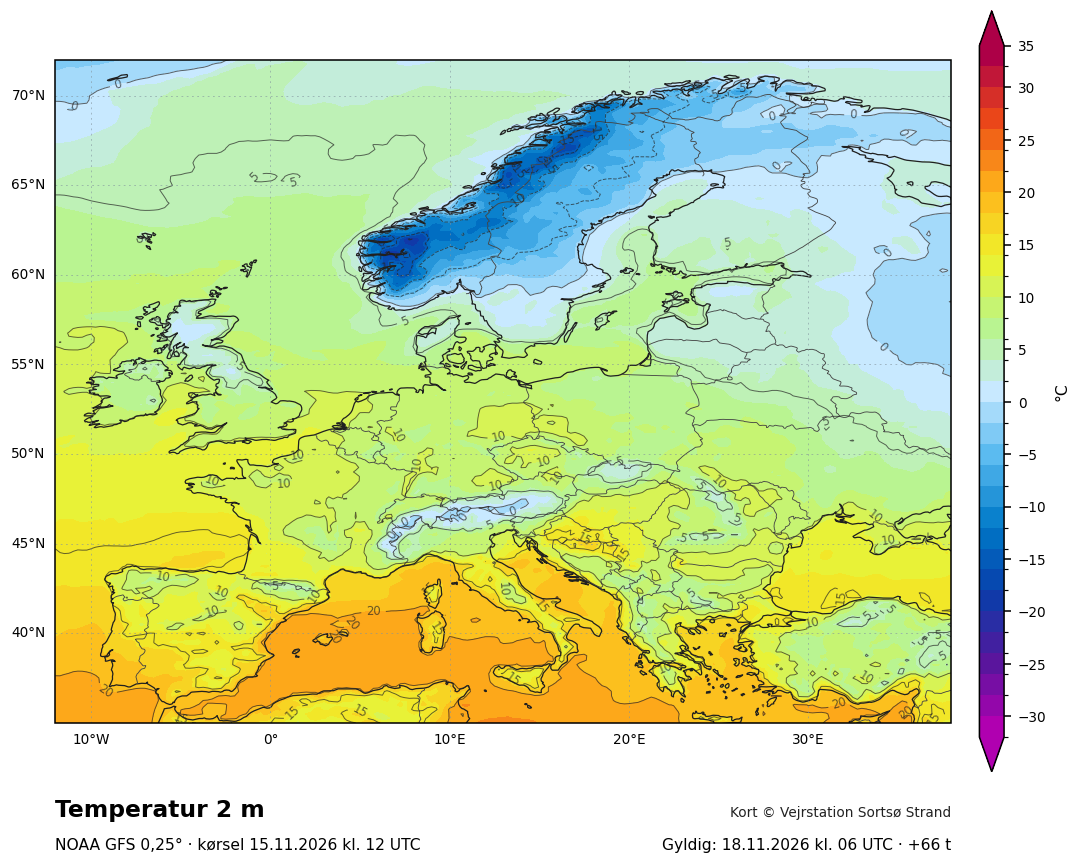 35
30
25
20
15
10
5
0
−5
−10
−15
−20
−25
−30
°C
70°N
65°N
60°N
55°N
50°N
45°N
40°N
10°W 0° 10°E 20°E 30°E
Temperatur 2 m
Kort © Vejrstation Sortsø Strand
NOAA GFS 0,25° · kørsel 15.11.2026 kl. 12 UTC
Gyldig: 18.11.2026 kl. 06 UTC · +66 t